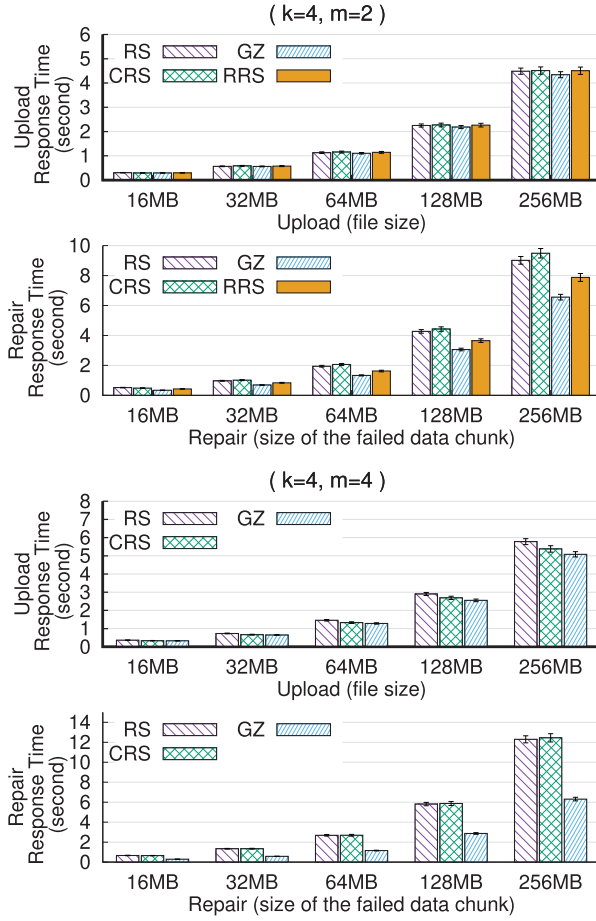 ( k=4, m=2 )
6
5
4
3
2
1
0
Upload
Response Time
(second)
RS
GZ
CRS
RRS
16MB 32MB 64MB 128MB 256MB
Upload (file size)
10
8
6
4
2
0
Repair
Response Time
(second)
RS
GZ
CRS
RRS
16MB 32MB 64MB 128MB 256MB
Repair (size of the failed data chunk)
( k=4, m=4 )
8
7
6
5
4
3
2
1
0
Upload
Response Time
(second)
RS
GZ
CRS
16MB 32MB 64MB 128MB 256MB
Upload (file size)
14
12
10
8
6
4
2
0
Repair
Response Time
(second)
RS
GZ
CRS
16MB 32MB 64MB 128MB 256MB
Repair (size of the failed data chunk)